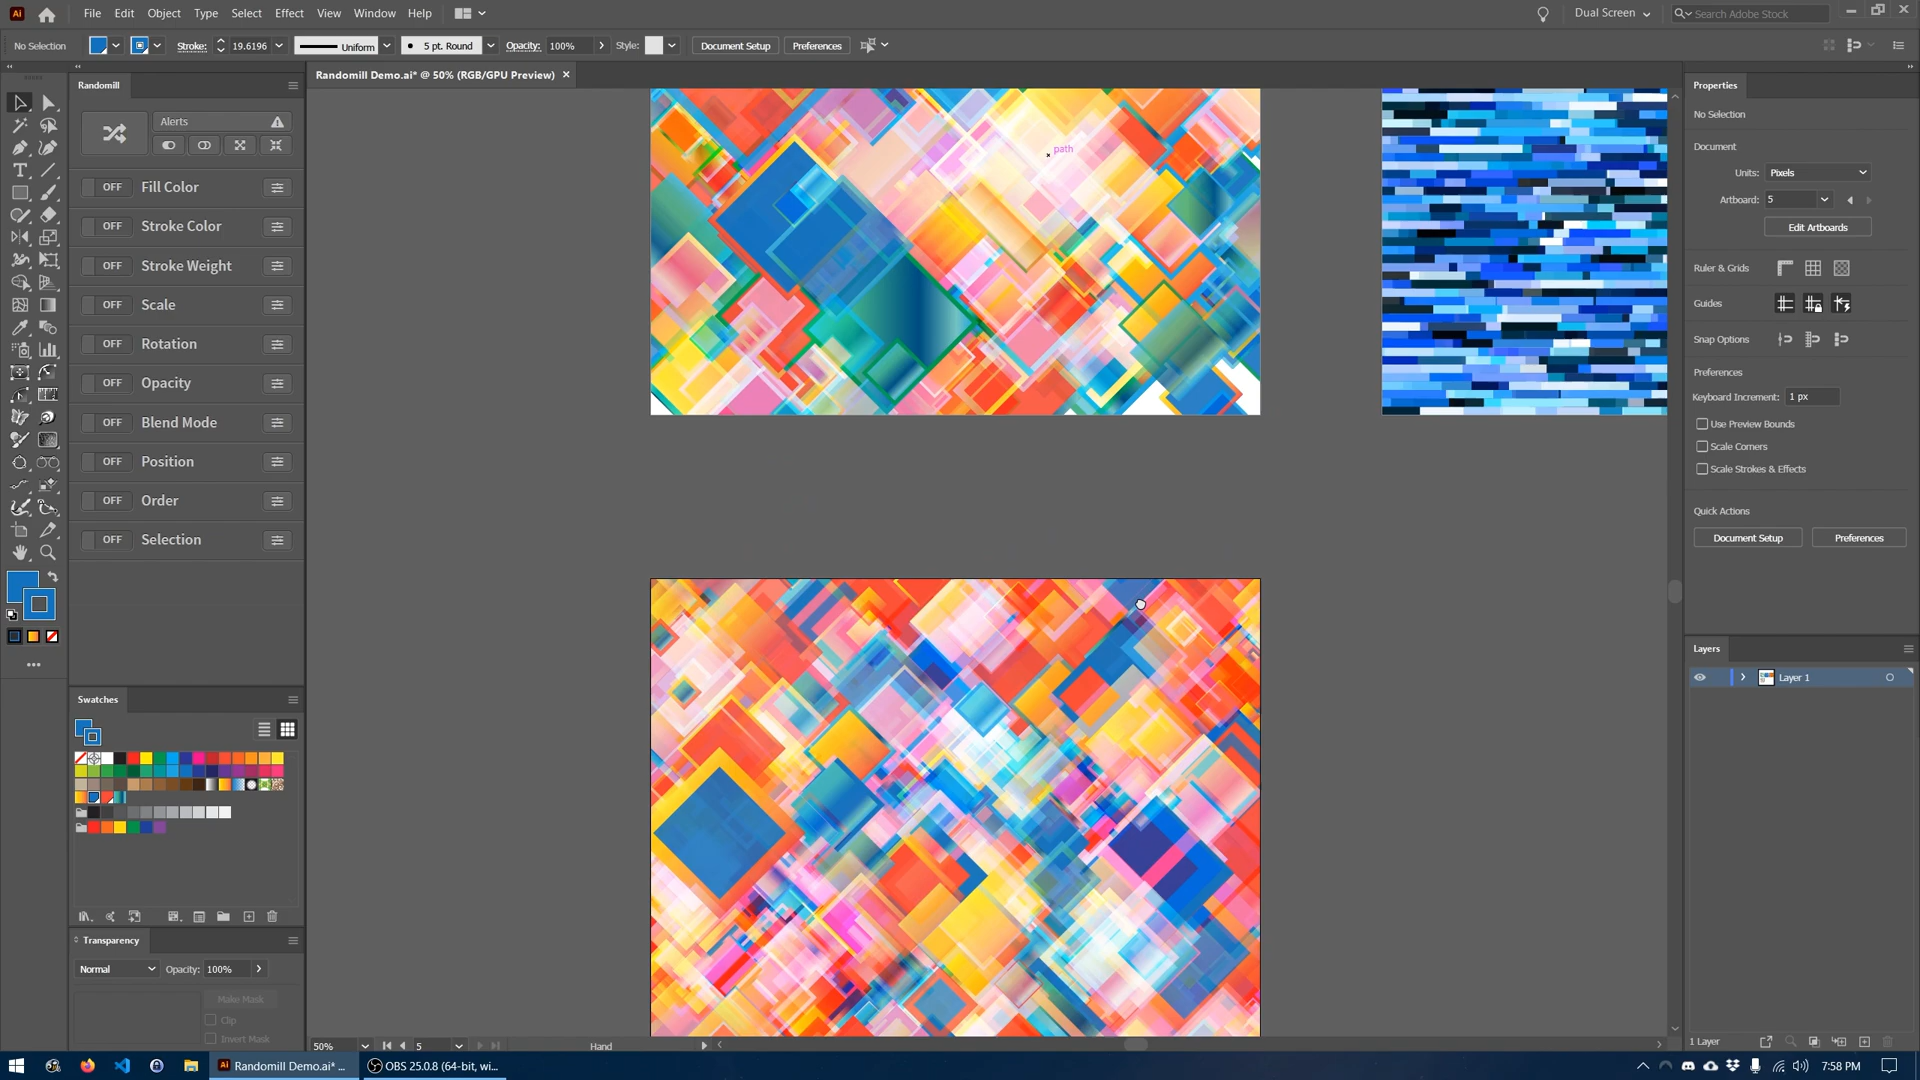 Ai File Edit Object Type Select Effect View Window Help Dual Screen Search Adobe Stock
No Selection Stroke: 19.6196 Uniform 5 pt. Round Opacity: 100% Style: Document Setup Preferences
Randomill Demo.ai* @ 50% (RGB/GPU Preview)
Randomill
Alerts
OFF Fill Color
OFF Stroke Color
OFF Stroke Weight
OFF Scale
OFF Rotation
OFF Opacity
OFF Blend Mode
OFF Position
OFF Order
OFF Selection
Swatches
Transparency
Normal Opacity: 100%
Make Mask
Clip
Invert Mask
path
50% 5 Hand
Properties
No Selection
Document
Units: Pixels
Artboard: 5
Edit Artboards
Ruler & Grids
Guides
Snap Options
Preferences
Keyboard Increment: 1 px
Use Preview Bounds
Scale Corners
Scale Strokes & Effects
Quick Actions
Document Setup Preferences
Layers
Layer 1
1 Layer
Ai Randomill Demo.ai* ... OBS 25.0.8 (64-bit, wi... 7:58 PM